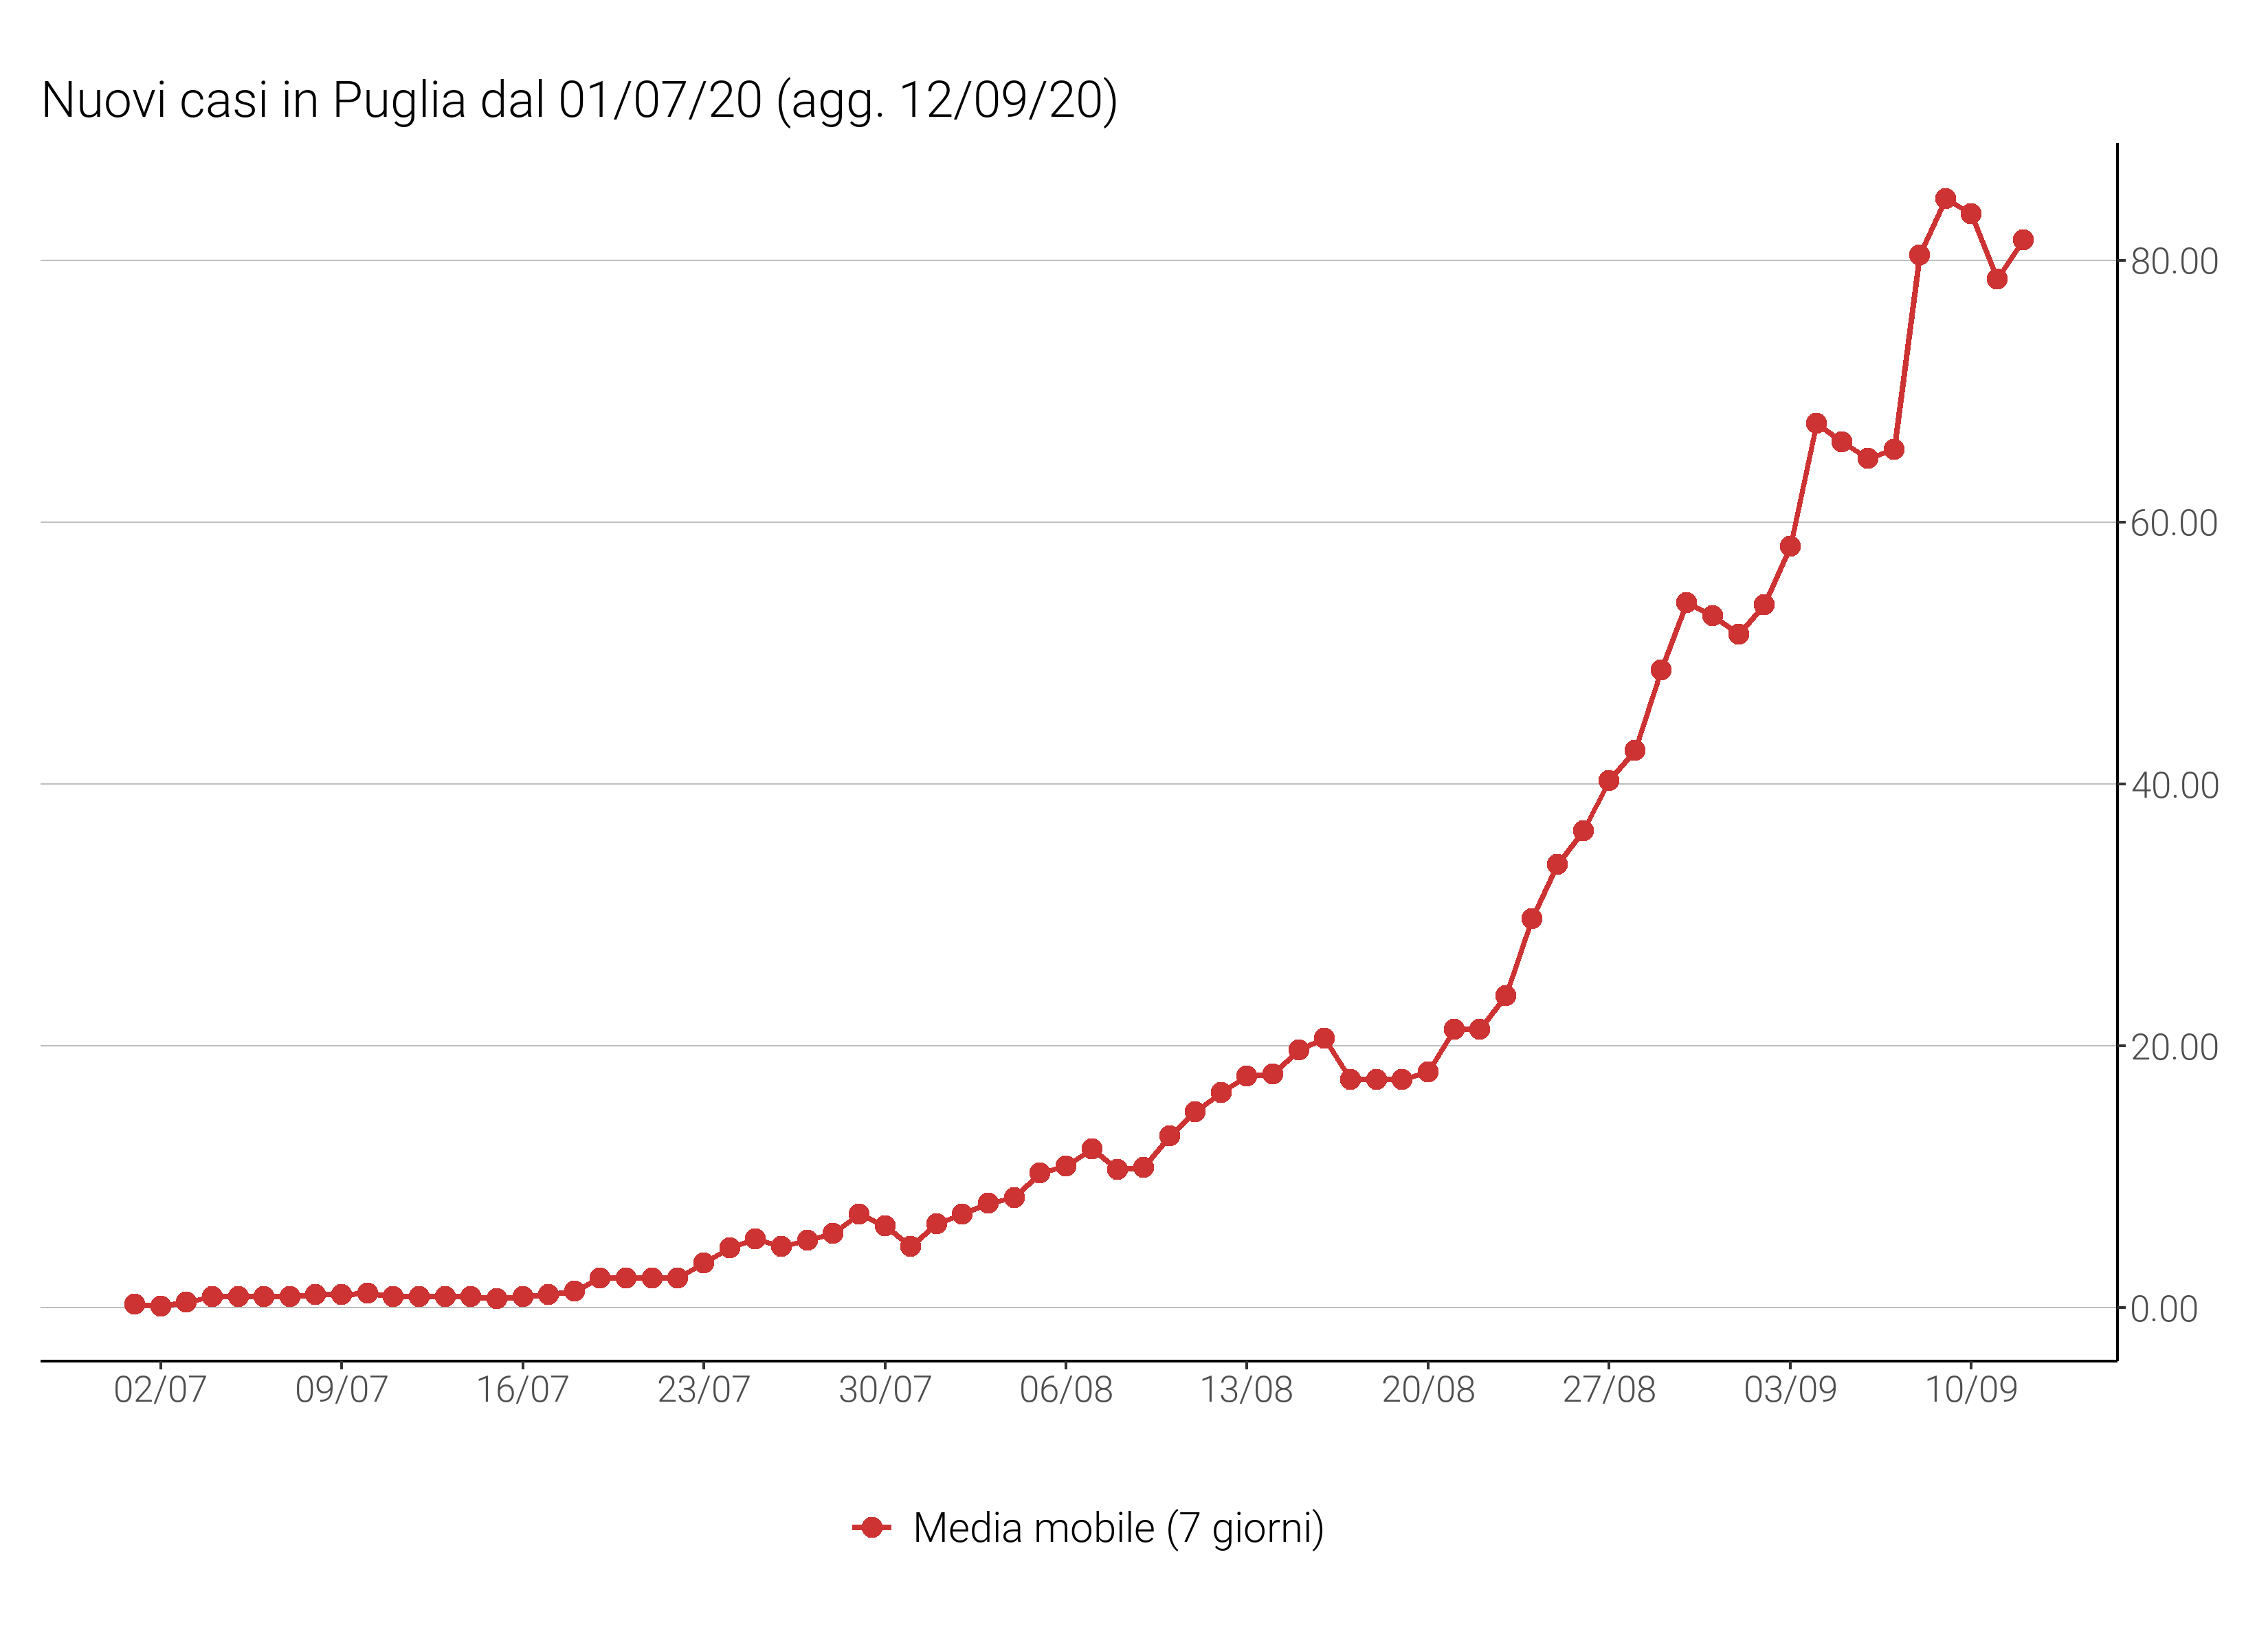 Nuovi casi in Puglia dal 01/07/20 (agg. 12/09/20)
80.00
60.00
40.00
20.00
0.00
02/07 09/07 16/07 23/07 30/07 06/08 13/08 20/08 27/08 03/09 10/09
Media mobile (7 giorni)